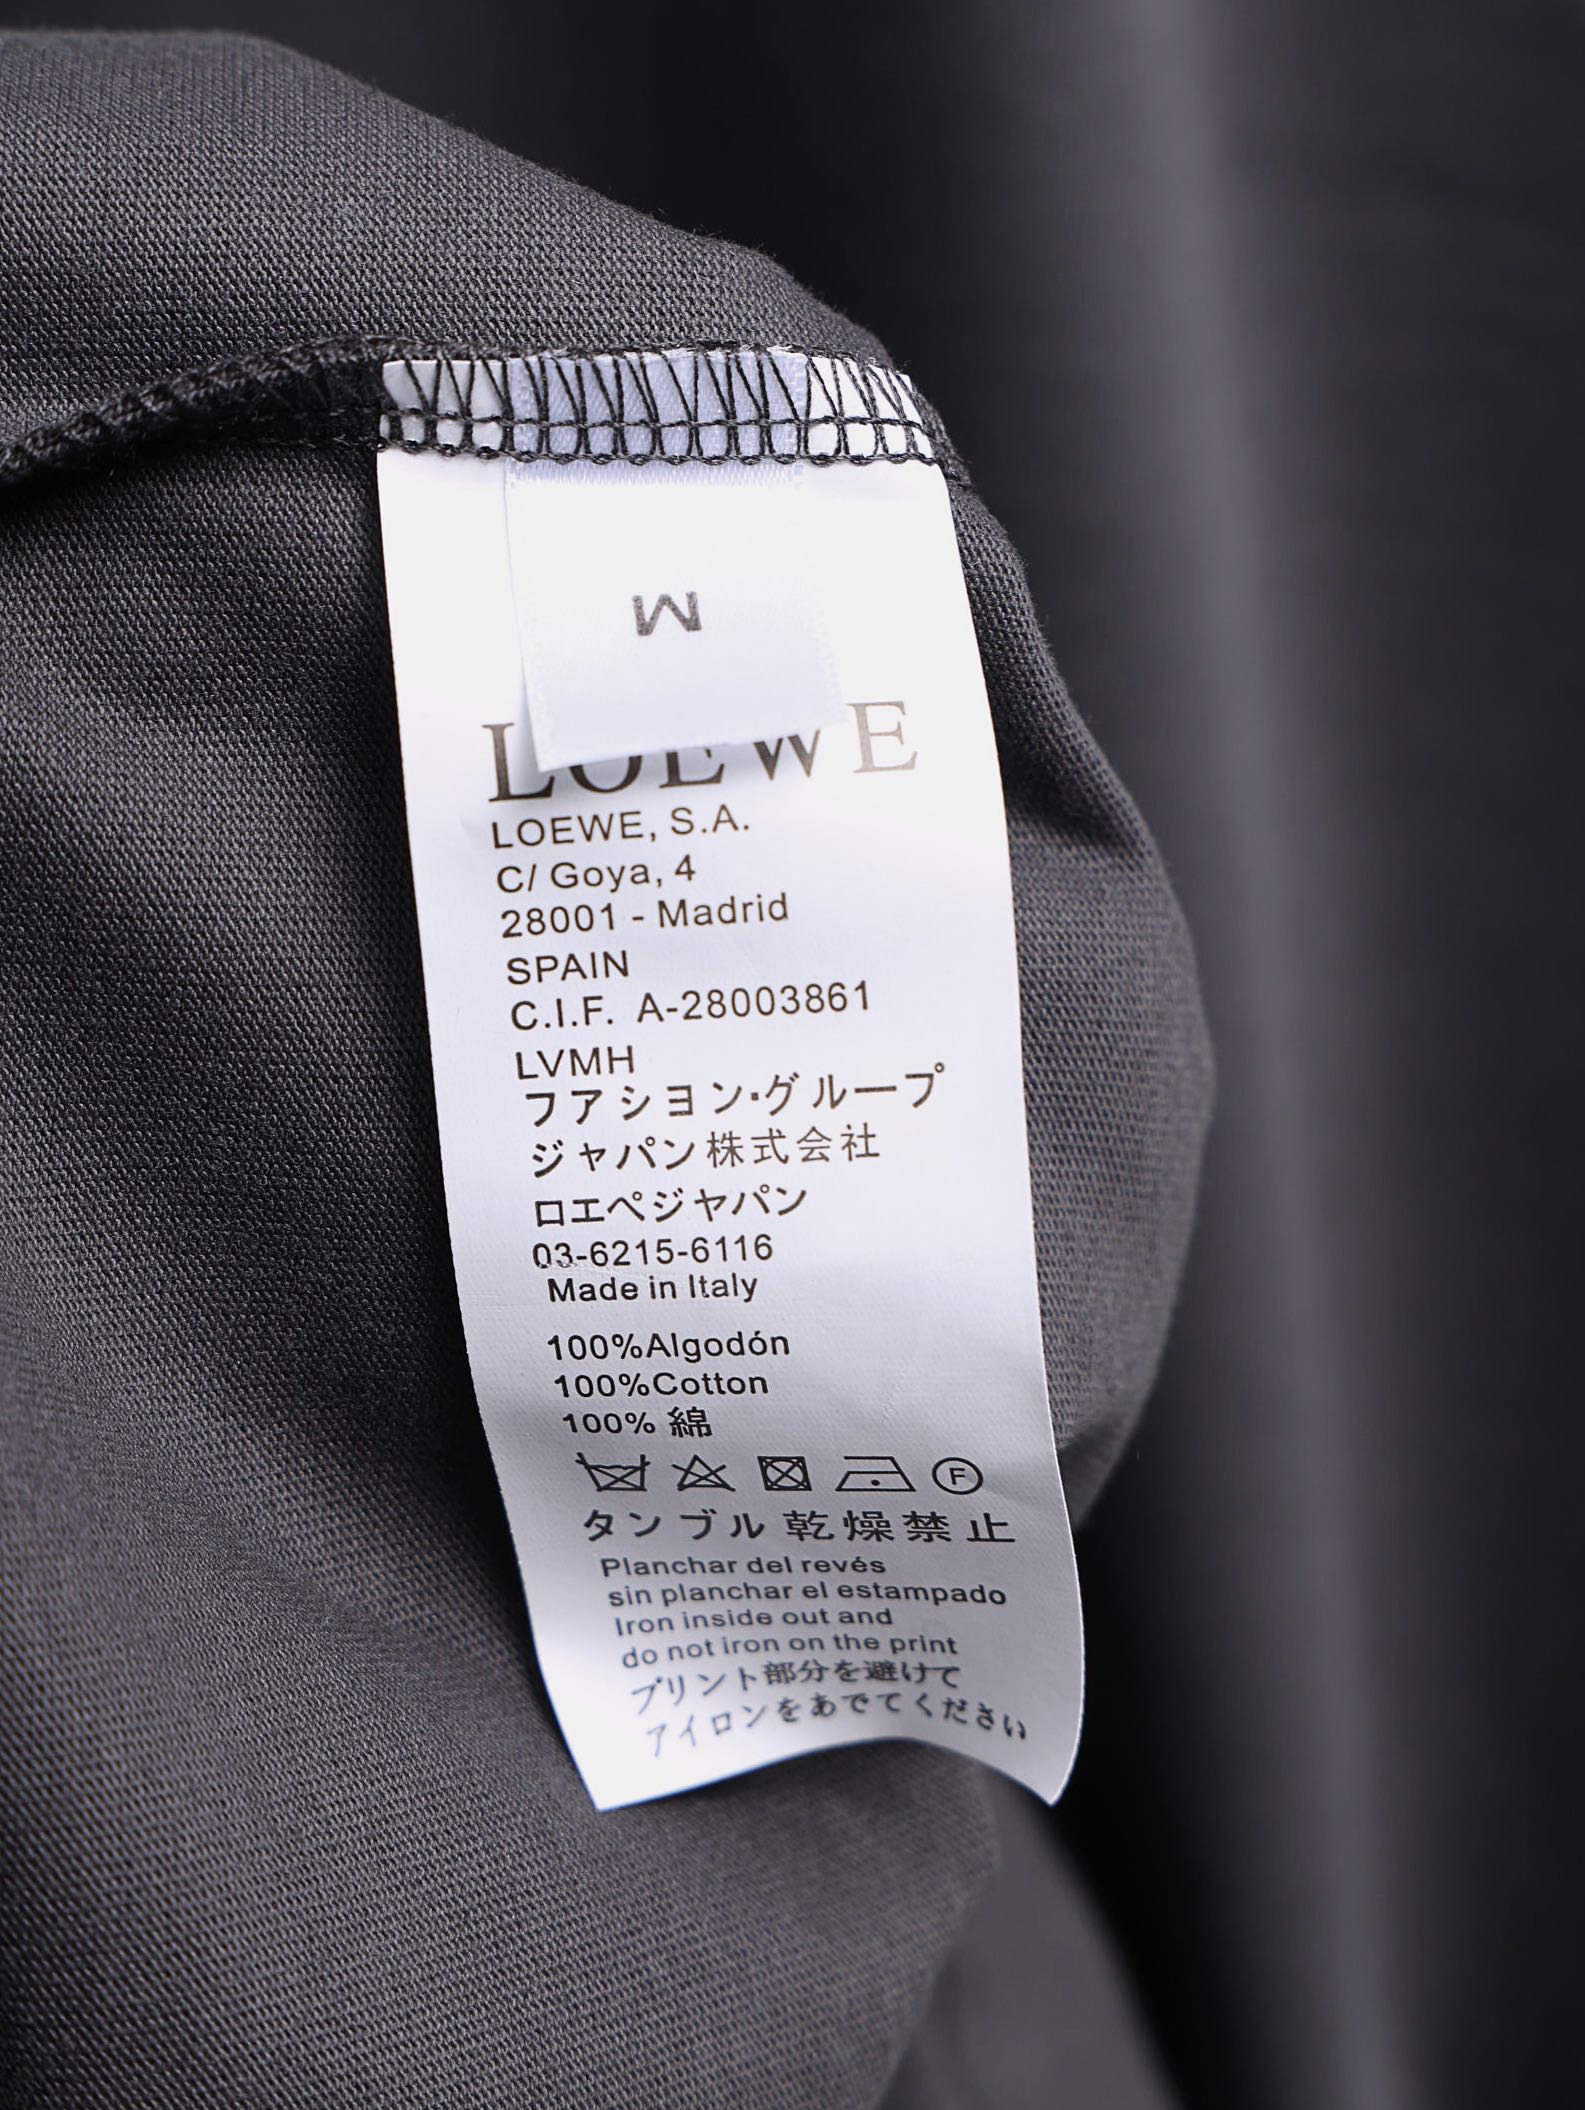 M
LOEWE
LOEWE, S.A.
C/ Goya, 4
28001 - Madrid
SPAIN
C.I.F. A-28003861
LVMH
フアシヨン・グループ
ジャパン株式会社
ロエペジヤパン
03-6215-6116
Made in Italy
100%Algodón
100%Cotton
100% 綿
F
タンブル乾燥禁止
Planchar del revés
sin planchar el estampado
Iron inside out and
do not iron on the print
プリント部分を避けて
アイロンをあでてください